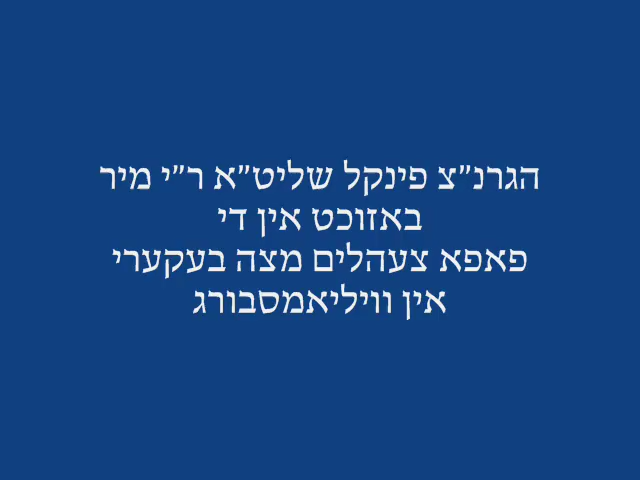 הגרנ"צ פינקל שליט"א ר"י מיר
באזוכט אין די
פאפא צעהלים מצה בעקערי
אין וויליאמסבורג